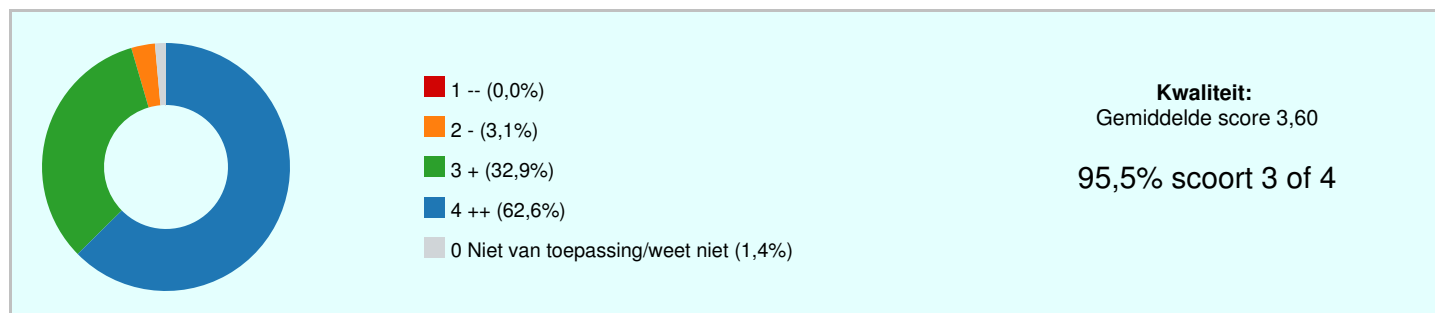 1 -- (0,0%)
2 - (3,1%)
3 + (32,9%)
4 ++ (62,6%)
0 Niet van toepassing/weet niet (1,4%)
Kwaliteit:
Gemiddelde score 3,60
95,5% scoort 3 of 4